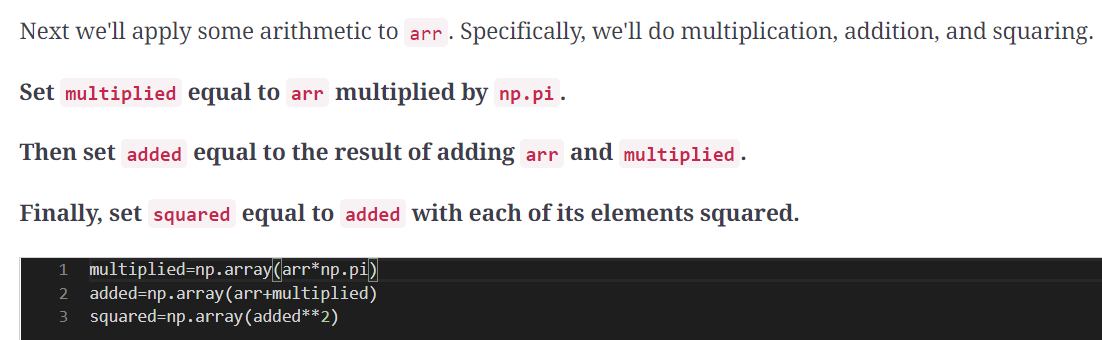 Next we'll apply some arithmetic to arr. Specifically, we'll do multiplication, addition, and squaring.
Set multiplied equal to arr multiplied by np.pi.
Then set added equal to the result of adding arr and multiplied.
Finally, set squared equal to added with each of its elements squared.
1 multiplied=np.array(arr*np.pi)
2 added=np.array(arr+multiplied)
3 squared=np.array(added**2)